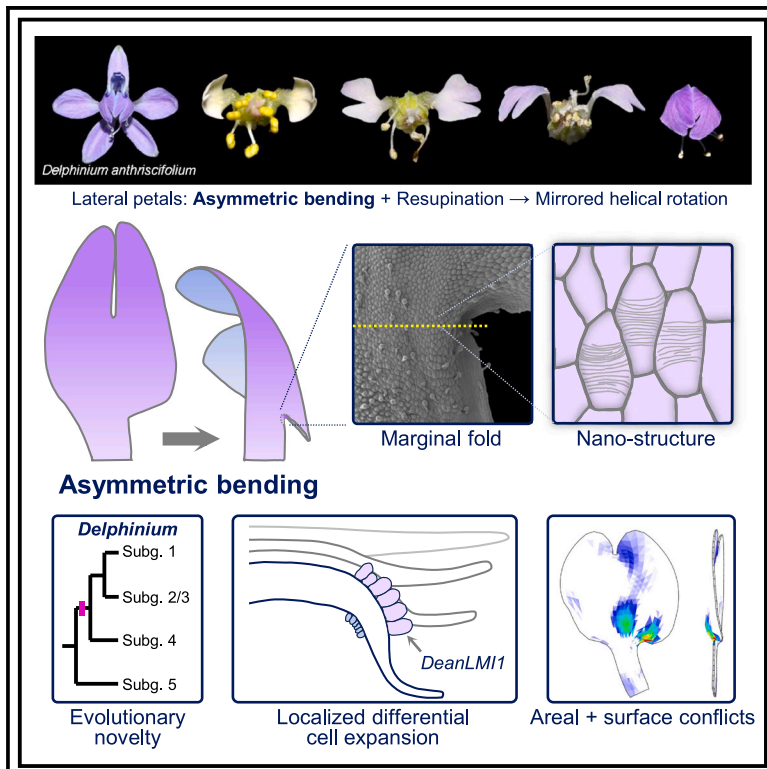 Delphinium anthriscifolium
Lateral petals: Asymmetric bending + Resupination → Mirrored helical rotation
Marginal fold
Nano-structure
Asymmetric bending
Delphinium
Subg. 1
Subg. 2/3
Subg. 4
Subg. 5
Evolutionary
novelty
DeanLMI1
Localized differential
cell expansion
Areal + surface conflicts